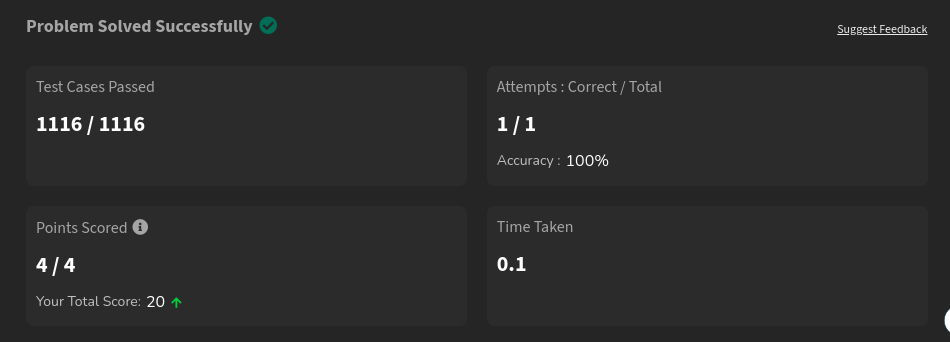 Problem Solved Successfully
Suggest Feedback
Test Cases Passed
1116 / 1116
Attempts : Correct / Total
1 / 1
Accuracy : 100%
Points Scored
4 / 4
Your Total Score: 20
Time Taken
0.1